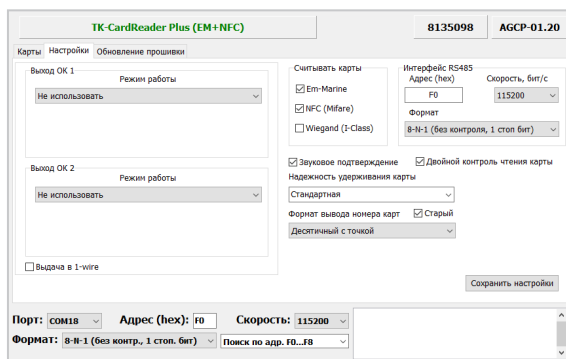 TK-CardReader Plus (EM+NFC)
8135098
AGCP-01.20
Карты Настройки Обновление прошивки
Выход ОК 1
Режим работы
Не использовать
Выход ОК 2
Режим работы
Не использовать
Выдача в 1-wire
Считывать карты
Em-Marine
NFC (Mifare)
Wiegand (I-Class)
Интерфейс RS485
Адрес (hex) Скорость, бит/с
F0 115200
Формат
8-N-1 (без контроля, 1 стоп бит)
Звуковое подтверждение Двойной контроль чтения карты
Надежность удерживания карты
Стандартная
Формат вывода номера карт Старый
Десятичный с точкой
Сохранить настройки
Порт: COM18 Адрес (hex): F0 Скорость: 115200
Формат: 8-N-1 (без контр., 1 стоп. бит) Поиск по адр. F0...F8